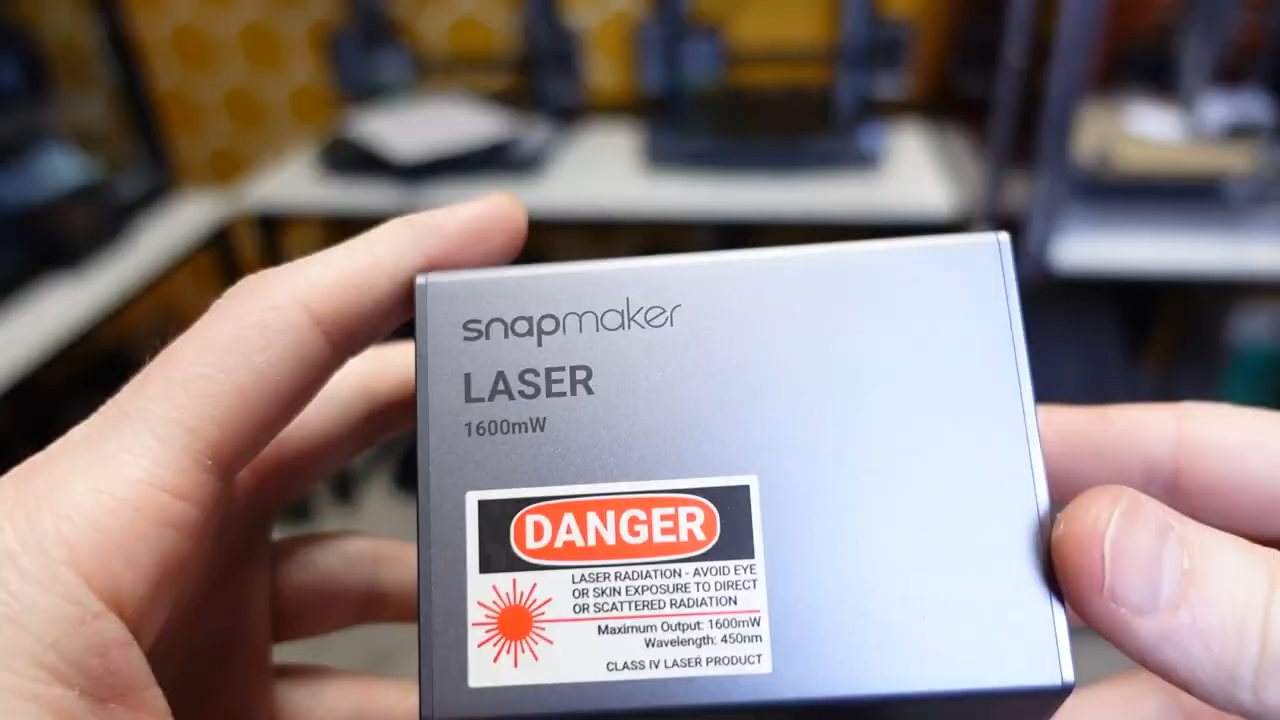 snapmaker
LASER
1600mW
DANGER
LASER RADIATION - AVOID EYE
OR SKIN EXPOSURE TO DIRECT
OR SCATTERED RADIATION
Maximum Output: 1600mW
Wavelength: 450nm
CLASS IV LASER PRODUCT